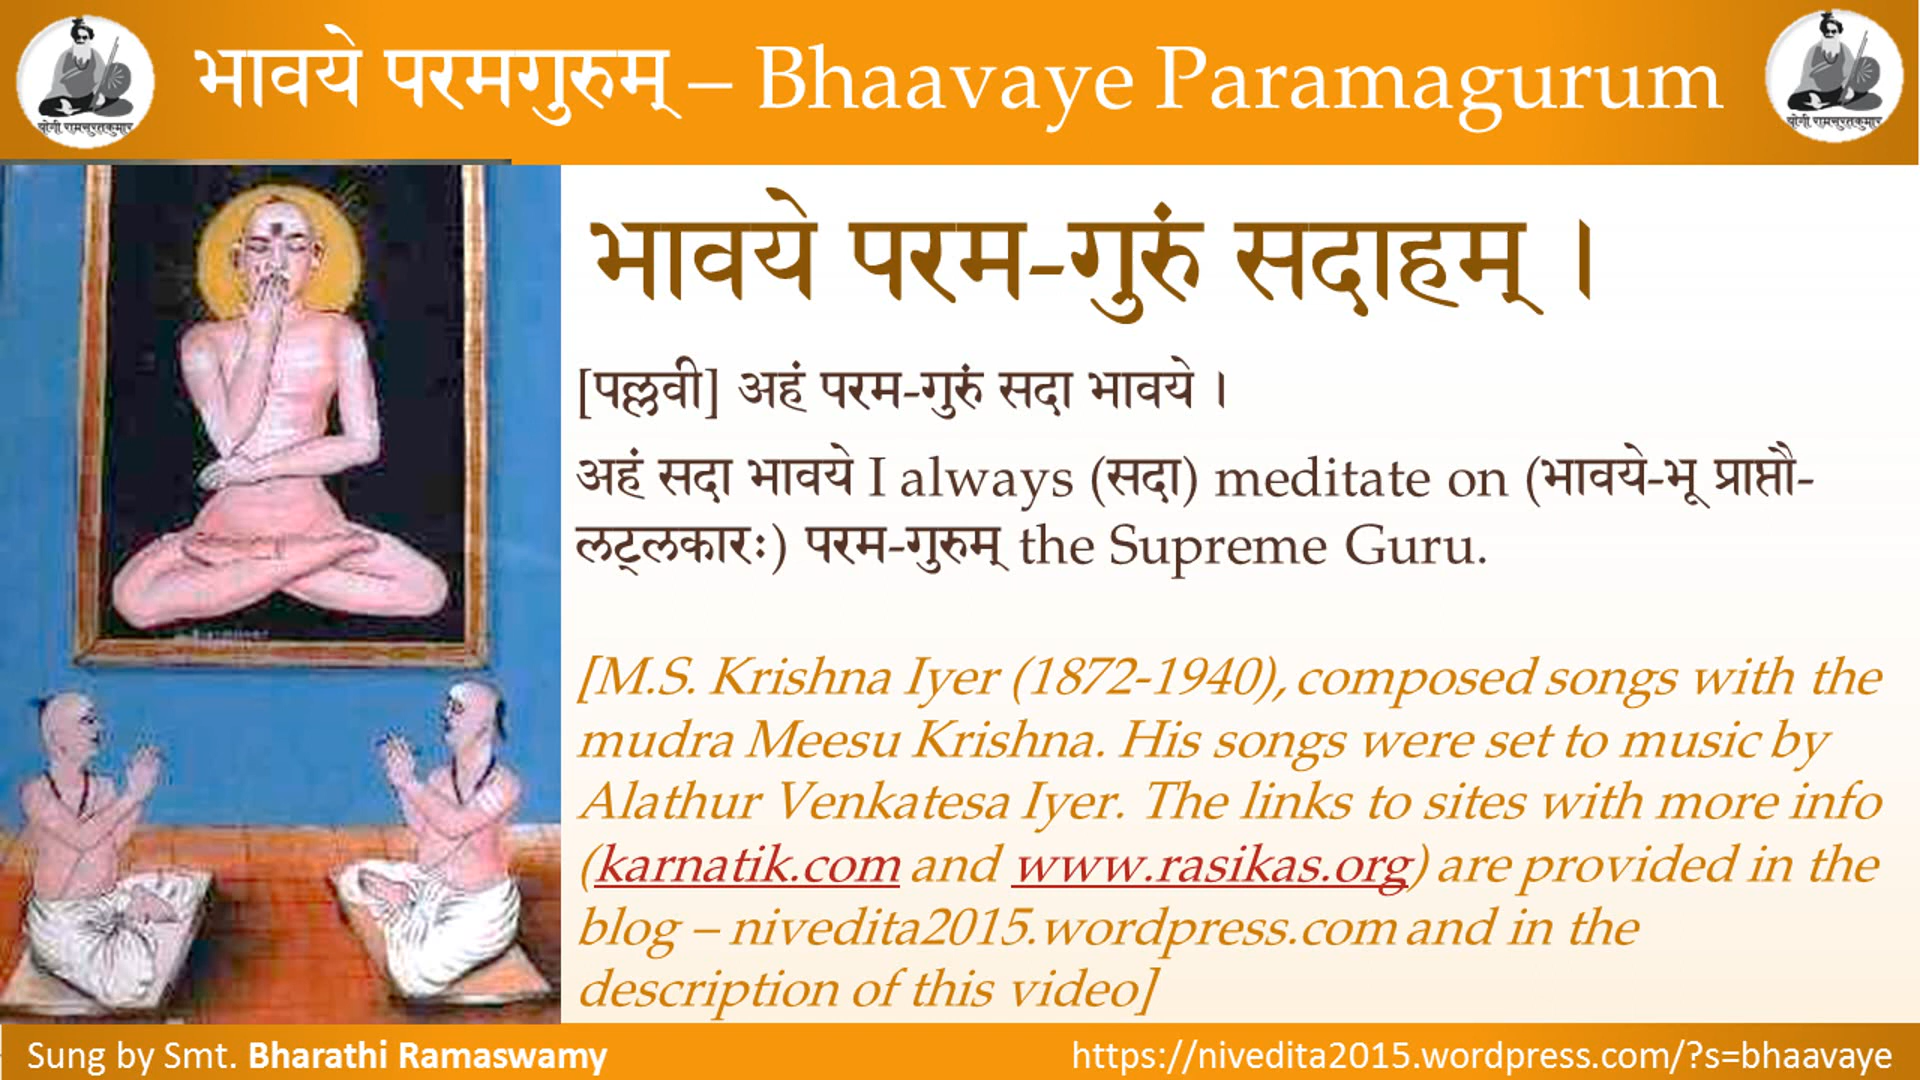 भावये परमगुरुम् – Bhaavaye Paramagurum
योगी रामसुरतकुमार
योगी रामसुरतकुमार
भावये परम-गुरुं सदाहम् ।
[पल्लवी] अहं परम-गुरुं सदा भावये ।
अहं सदा भावये I always (सदा) meditate on (भावये-भू प्राप्तौ-
लट्लकारः) परम-गुरुम् the Supreme Guru.
[M.S. Krishna Iyer (1872-1940), composed songs with the
mudra Meesu Krishna. His songs were set to music by
Alathur Venkatesa Iyer. The links to sites with more info
(karnatik.com and www.rasikas.org) are provided in the
blog – nivedita2015.wordpress.com and in the
description of this video]
Sung by Smt. Bharathi Ramaswamy
https://nivedita2015.wordpress.com/?s=bhaavaye